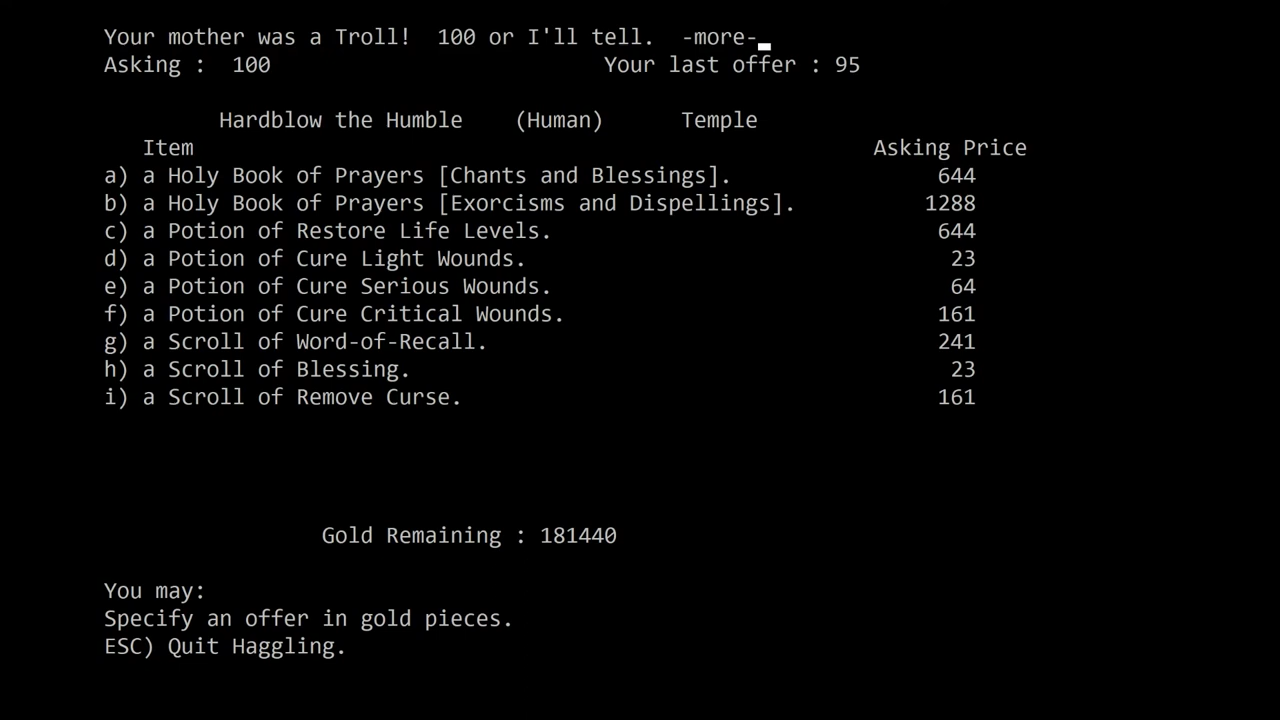 Your mother was a Troll!  100 or I'll tell.  -more-
Asking :  100                          Your last offer : 95
Hardblow the Humble    (Human)      Temple
Item                                                     Asking Price
a) a Holy Book of Prayers [Chants and Blessings].                644
b) a Holy Book of Prayers [Exorcisms and Dispellings].          1288
c) a Potion of Restore Life Levels.                              644
d) a Potion of Cure Light Wounds.                                 23
e) a Potion of Cure Serious Wounds.                               64
f) a Potion of Cure Critical Wounds.                             161
g) a Scroll of Word-of-Recall.                                   241
h) a Scroll of Blessing.                                          23
i) a Scroll of Remove Curse.                                     161
Gold Remaining : 181440
You may:
Specify an offer in gold pieces.
ESC) Quit Haggling.